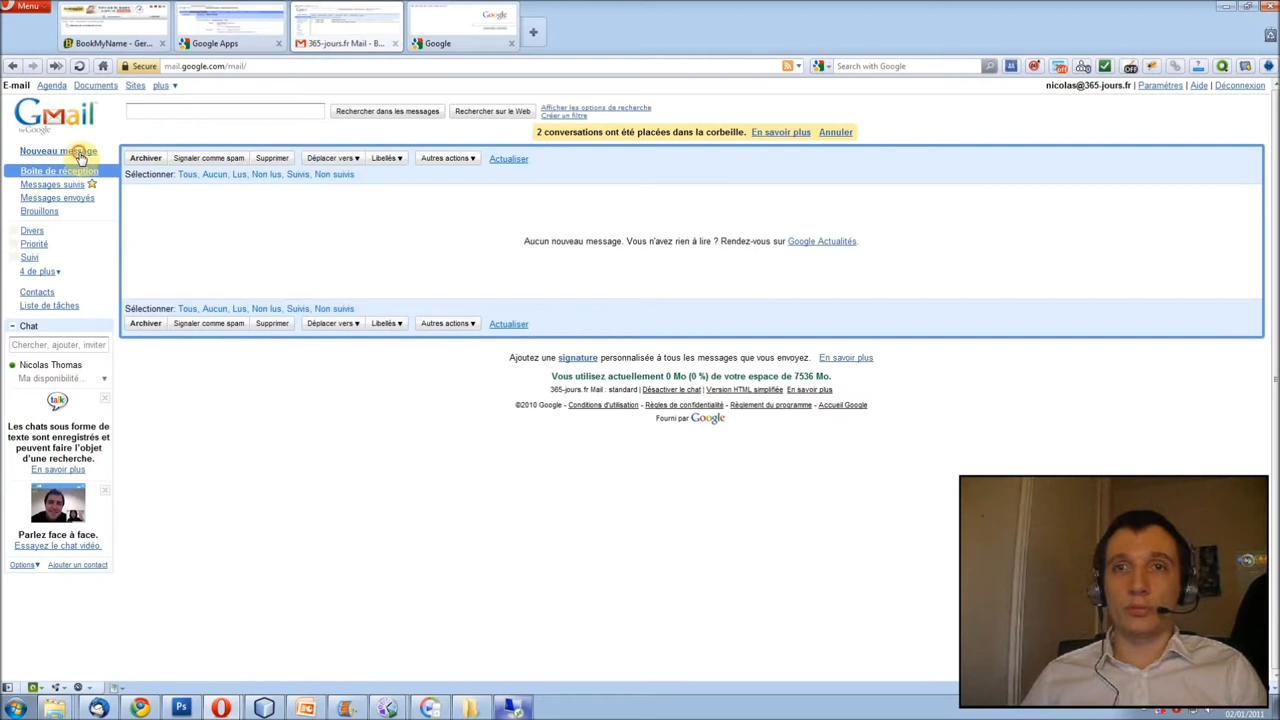 Menu
BookMyName - Ger...
Google Apps
365-jours.fr Mail - B...
Google
Google
Secure
mail.google.com/mail/
Search with Google
E-mail Agenda Documents Sites plus
nicolas@365-jours.fr | Paramètres | Aide | Déconnexion
Gmail
by Google
Rechercher dans les messages
Rechercher sur le Web
Afficher les options de recherche
Créer un filtre
2 conversations ont été placées dans la corbeille. En savoir plus Annuler
Nouveau message
Boîte de réception
Messages suivis
Messages envoyés
Brouillons
Divers
Priorité
Suivi
4 de plus
Contacts
Liste de tâches
Chat
Chercher, ajouter, inviter
Nicolas Thomas
Ma disponibilité...
talk
Les chats sous forme de
texte sont enregistrés et
peuvent faire l'objet
d'une recherche.
En savoir plus
Parlez face à face.
Essayez le chat vidéo.
Options Ajouter un contact
Archiver Signaler comme spam Supprimer Déplacer vers Libellés Autres actions Actualiser
Sélectionner : Tous, Aucun, Lus, Non lus, Suivis, Non suivis
Aucun nouveau message. Vous n'avez rien à lire ? Rendez-vous sur Google Actualités.
Sélectionner : Tous, Aucun, Lus, Non lus, Suivis, Non suivis
Archiver Signaler comme spam Supprimer Déplacer vers Libellés Autres actions Actualiser
Ajoutez une signature personnalisée à tous les messages que vous envoyez. En savoir plus
Vous utilisez actuellement 0 Mo (0 %) de votre espace de 7536 Mo.
365-jours.fr Mail : standard | Désactiver le chat | Version HTML simplifiée En savoir plus
©2010 Google - Conditions d'utilisation - Règles de confidentialité - Règlement du programme - Accueil Google
Fourni par Google
02/01/2011